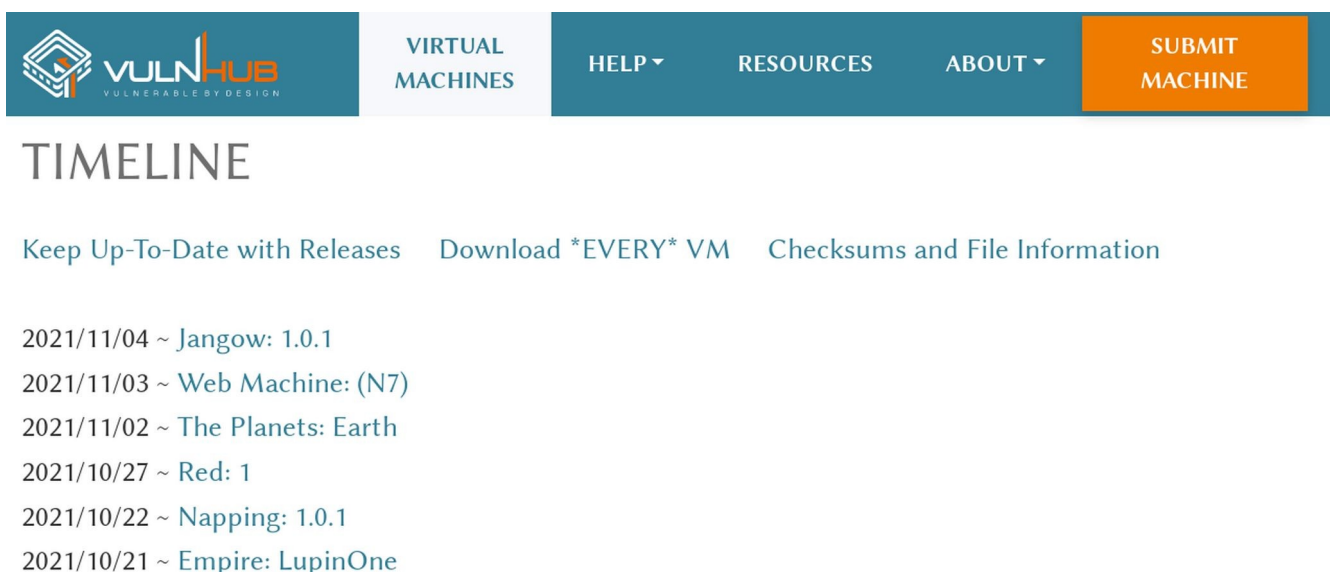 VULNHUB
VULNERABLE BY DESIGN
VIRTUAL
MACHINES
HELP
RESOURCES
ABOUT
SUBMIT
MACHINE
TIMELINE
Keep Up-To-Date with Releases Download *EVERY* VM Checksums and File Information
2021/11/04 ~ Jangow: 1.0.1
2021/11/03 ~ Web Machine: (N7)
2021/11/02 ~ The Planets: Earth
2021/10/27 ~ Red: 1
2021/10/22 ~ Napping: 1.0.1
2021/10/21 ~ Empire: LupinOne